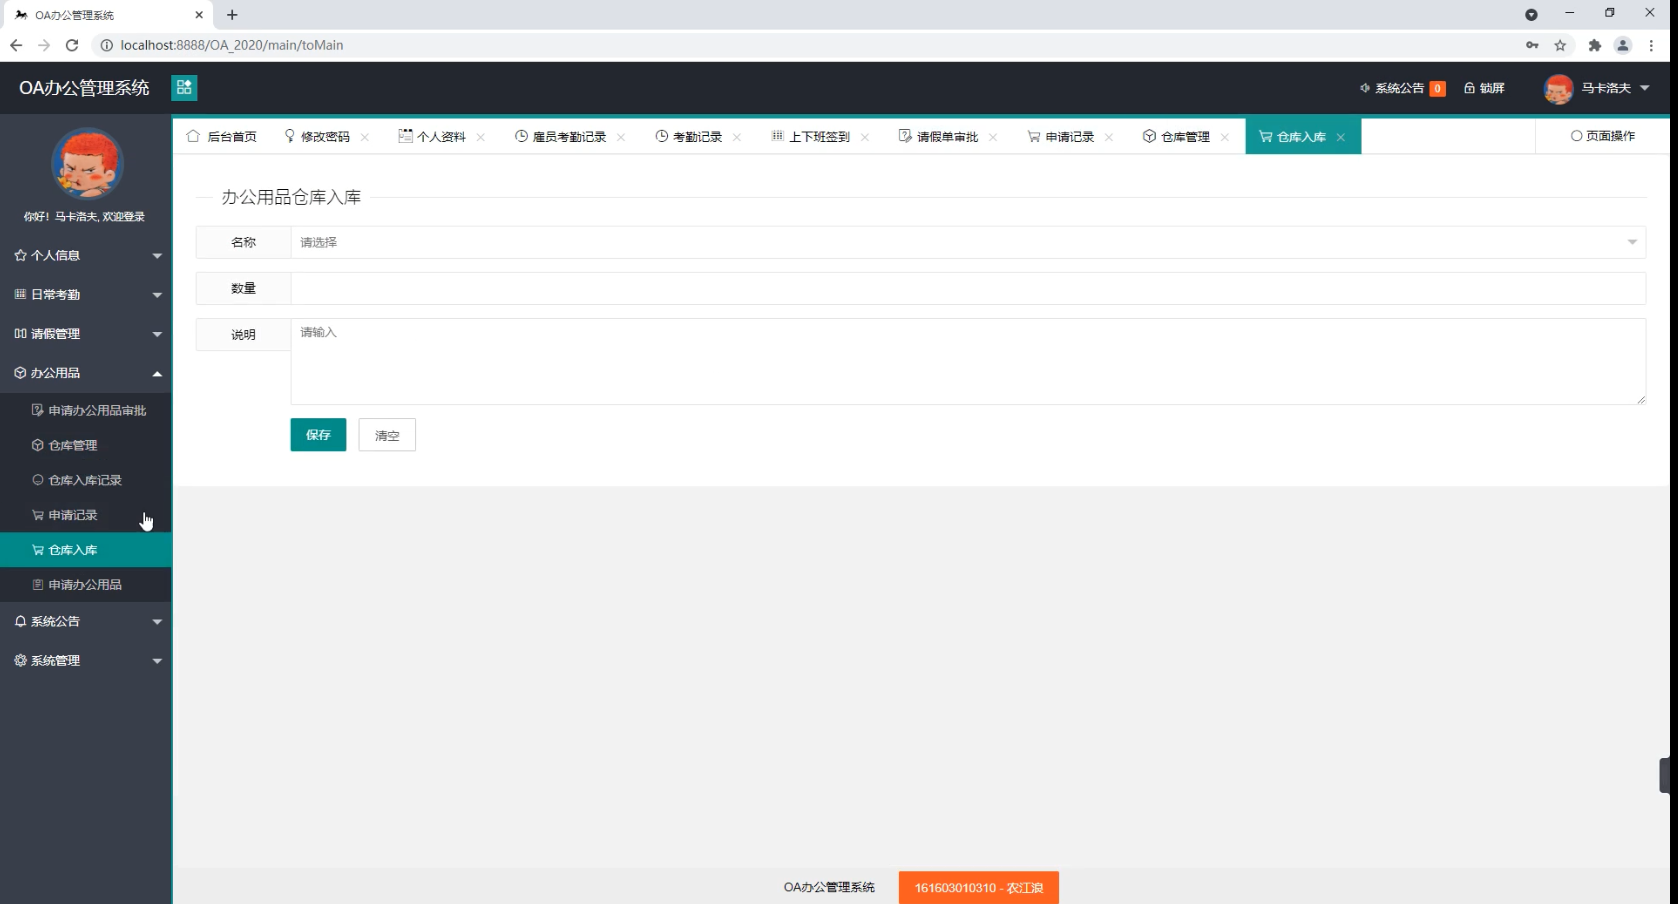 OA办公管理系统
localhost:8888/OA_2020/main/toMain
OA办公管理系统
系统公告 0 锁屏 马卡洛夫
后台首页 修改密码 个人资料 雇员考勤记录 考勤记录 上下班签到 请假单审批 申请记录 仓库管理 仓库入库 页面操作
你好！马卡洛夫, 欢迎登录
个人信息
日常考勤
请假管理
办公用品
申请办公用品审批
仓库管理
仓库入库记录
申请记录
仓库入库
申请办公用品
系统公告
系统管理
办公用品仓库入库
名称 请选择
数量
说明 请输入
保存 清空
OA办公管理系统 161603010310 - 农江浪